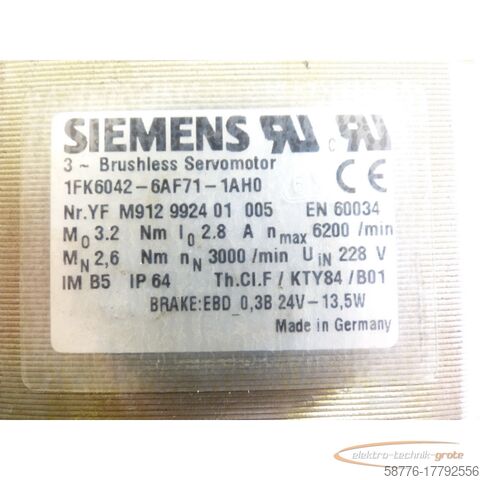 SIEMENS
3 ~ Brushless Servomotor
1FK6042-6AF71-1AH0
Nr.YF M912 9924 01 005 EN 60034
M0 3.2 Nm I0 2.8 A nmax 6200 /min
MN 2,6 Nm nN 3000 /min UIN 228 V
IM B5 IP 64 Th.Cl.F / KTY84 /B01
BRAKE:EBD_0,3B 24V-13,5W
Made in Germany
elektro-technik-grote
58776-17792556